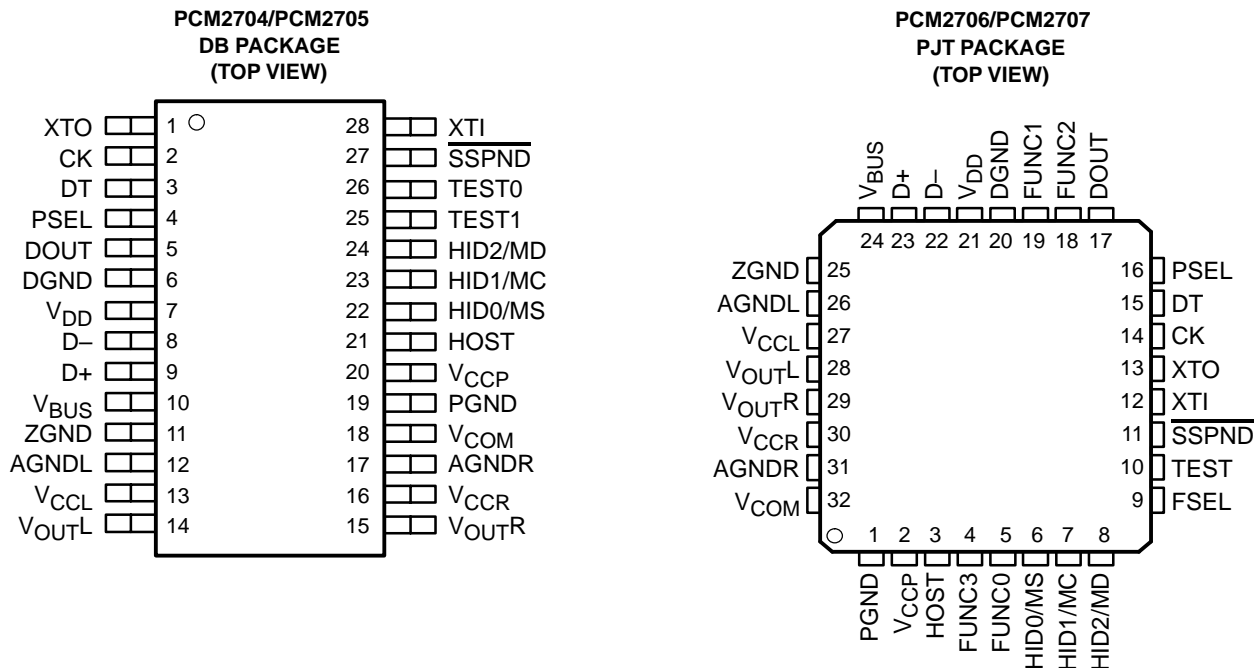 PCM2704/PCM2705
DB PACKAGE
(TOP VIEW)
XTO 1 28 XTI
CK 2 27 SSPND
DT 3 26 TEST0
PSEL 4 25 TEST1
DOUT 5 24 HID2/MD
DGND 6 23 HID1/MC
VDD 7 22 HID0/MS
D– 8 21 HOST
D+ 9 20 VCCP
VBUS 10 19 PGND
ZGND 11 18 VCOM
AGNDL 12 17 AGNDR
VCCL 13 16 VCCR
VOUTL 14 15 VOUTR
PCM2706/PCM2707
PJT PACKAGE
(TOP VIEW)
VBUS D+ D– VDD DGND FUNC1 FUNC2 DOUT
24 23 22 21 20 19 18 17
ZGND 25 16 PSEL
AGNDL 26 15 DT
VCCL 27 14 CK
VOUTL 28 13 XTO
VOUTR 29 12 XTI
VCCR 30 11 SSPND
AGNDR 31 10 TEST
VCOM 32 9 FSEL
1 2 3 4 5 6 7 8
PGND VCCP HOST FUNC3 FUNC0 HID0/MS HID1/MC HID2/MD